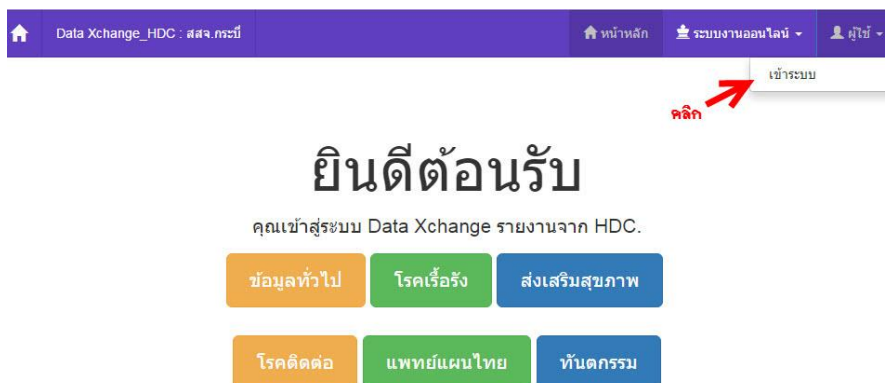 Data Xchange_HDC : สสจ.กระบี่ หน้าหลัก ระบบงานออนไลน์ ผู้ใช้
เข้าระบบ
คลิก
ยินดีต้อนรับ
คุณเข้าสู่ระบบ Data Xchange รายงานจาก HDC.
ข้อมูลทั่วไป โรคเรื้อรัง ส่งเสริมสุขภาพ
โรคติดต่อ แพทย์แผนไทย ทันตกรรม